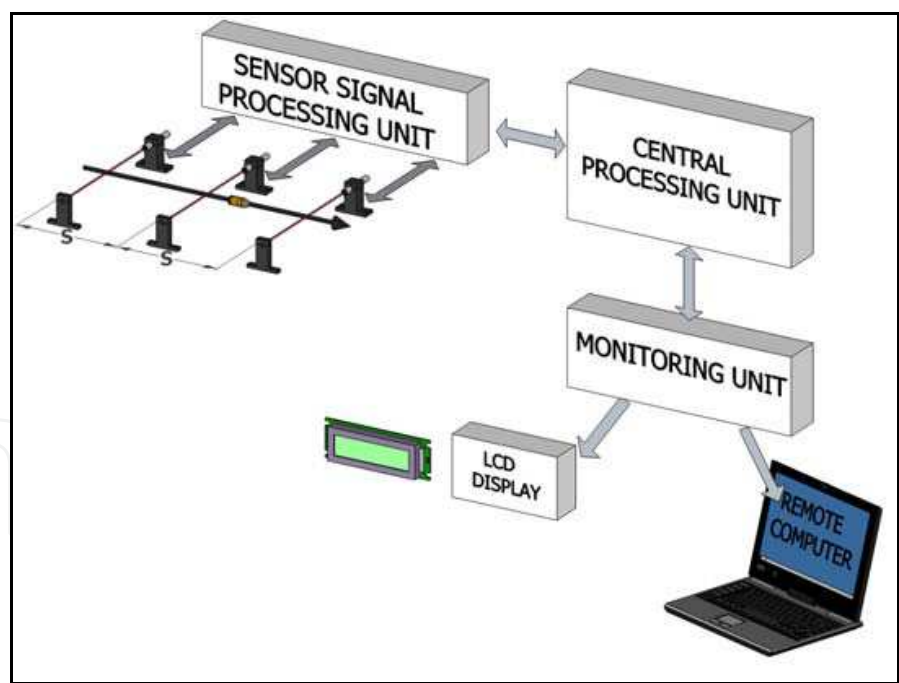 SENSOR SIGNAL
PROCESSING UNIT
CENTRAL
PROCESSING UNIT
S
S
MONITORING UNIT
LCD
DISPLAY
REMOTE
COMPUTER